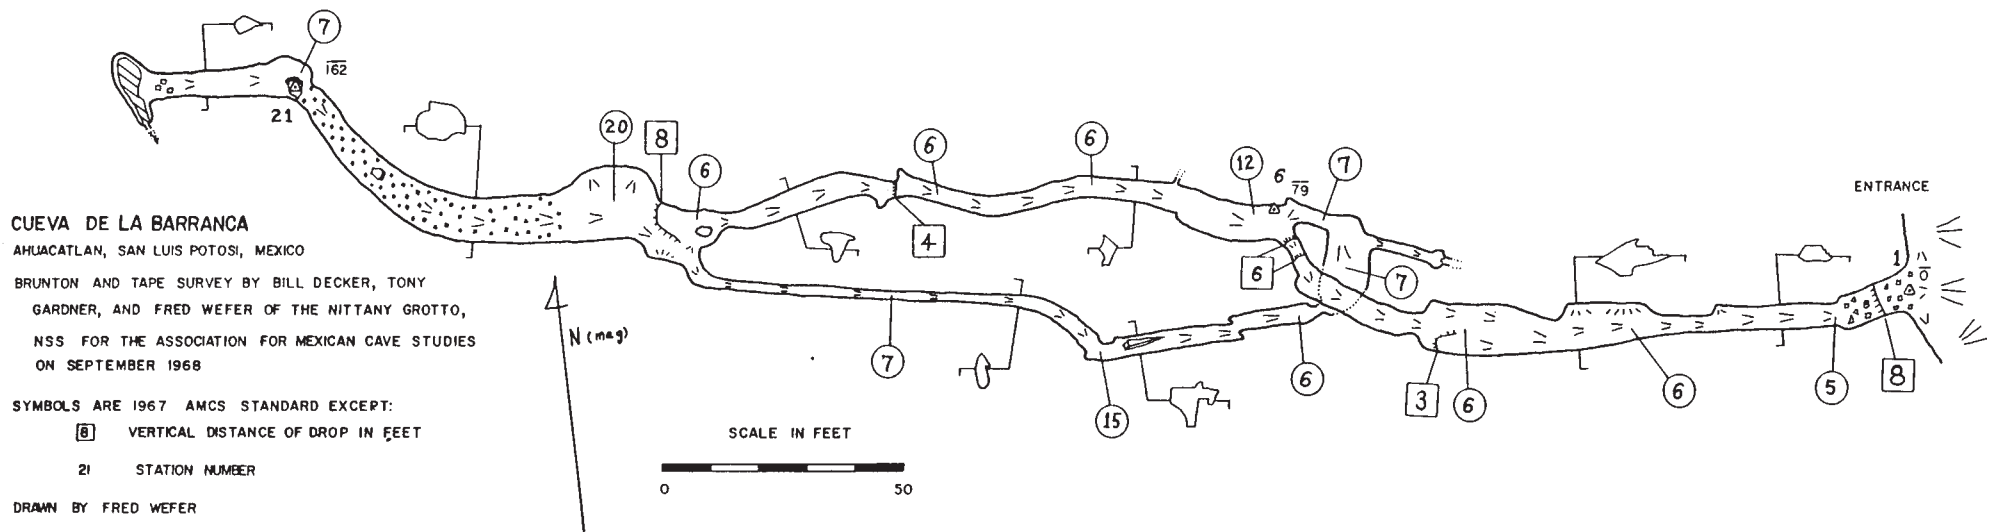 7
162
21
20
8
6
6
4
6
12
6
79
7
6
7
ENTRANCE
1
0
CUEVA DE LA BARRANCA
AHUACATLAN, SAN LUIS POTOSI, MEXICO
BRUNTON AND TAPE SURVEY BY BILL DECKER, TONY
GARDNER, AND FRED WEFER OF THE NITTANY GROTTO,
NSS FOR THE ASSOCIATION FOR MEXICAN CAVE STUDIES
ON SEPTEMBER 1968
N (mag)
7
15
6
3
6
6
5
8
SYMBOLS ARE 1967 AMCS STANDARD EXCEPT:
8 VERTICAL DISTANCE OF DROP IN FEET
21 STATION NUMBER
DRAWN BY FRED WEFER
SCALE IN FEET
0 50